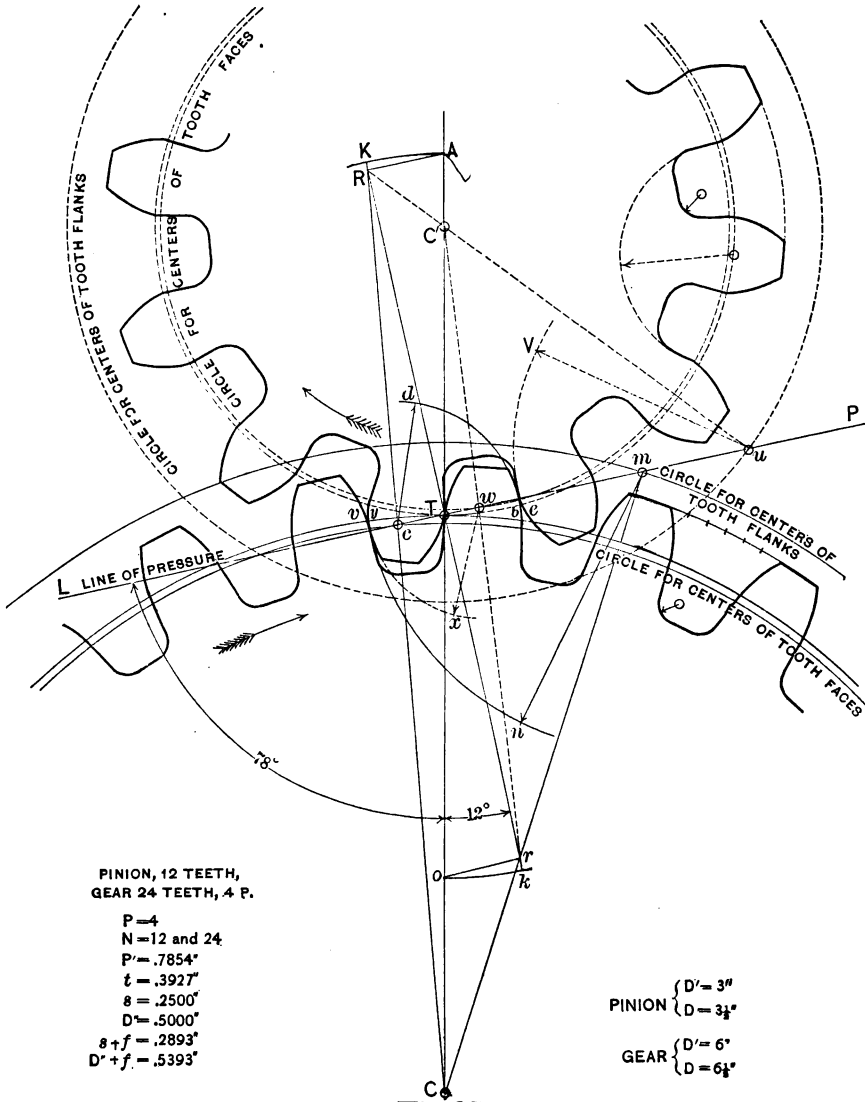 CIRCLE FOR CENTERS OF TOOTH FLANKS
CIRCLE FOR CENTERS OF TOOTH FACES
K
A
R
C'
V
d
P
u
m
CIRCLE FOR CENTERS OF
TOOTH FLANKS
v
y
c
T
w
b
e
L LINE OF PRESSURE
CIRCLE FOR CENTERS OF TOOTH FACES
x
n
78°
12°
r
o
k
PINION, 12 TEETH,
GEAR 24 TEETH, 4 P.
P=4
N=12 and 24
P'= .7854"
t = .3927"
s = .2500"
D"= .5000"
s+f = .2893"
D"+f = .5393"
PINION { D'= 3"
D= 3½"
GEAR { D'= 6"
D= 6½"
C